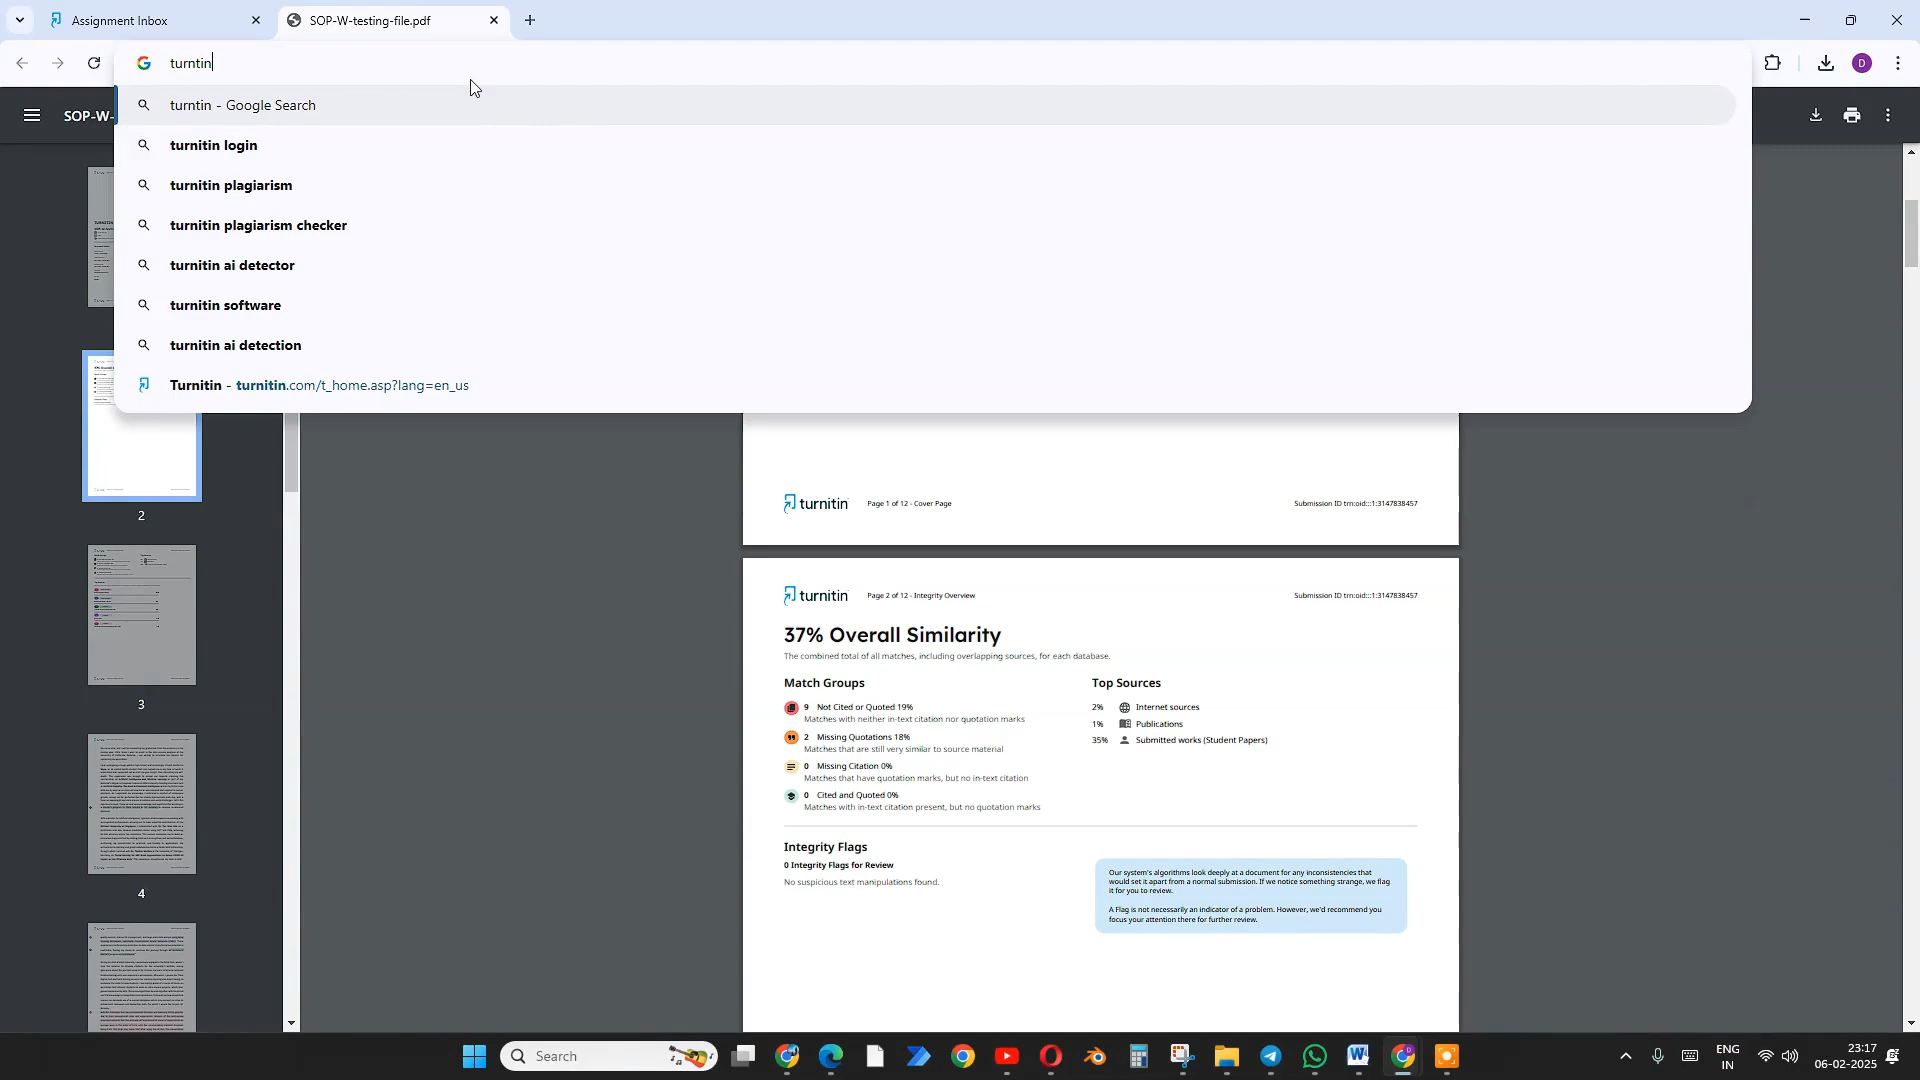 Assignment Inbox
SOP-W-testing-file.pdf
turntin
D
turntin - Google Search
SOP-W-
turnitin login
turnitin plagiarism
turnitin plagiarism checker
turnitin ai detector
turnitin software
turnitin ai detection
Turnitin - turnitin.com/t_home.asp?lang=en_us
2
3
4
turnitin Page 1 of 12 - Cover Page Submission ID trn:oid:::1:3147838457
turnitin Page 2 of 12 - Integrity Overview Submission ID trn:oid:::1:3147838457
37% Overall Similarity
The combined total of all matches, including overlapping sources, for each database.
Match Groups
9 Not Cited or Quoted 19%
Matches with neither in-text citation nor quotation marks
2 Missing Quotations 18%
Matches that are still very similar to source material
0 Missing Citation 0%
Matches that have quotation marks, but no in-text citation
0 Cited and Quoted 0%
Matches with in-text citation present, but no quotation marks
Top Sources
2% Internet sources
1% Publications
35% Submitted works (Student Papers)
Integrity Flags
0 Integrity Flags for Review
No suspicious text manipulations found.
Our system's algorithms look deeply at a document for any inconsistencies that
would set it apart from a normal submission. If we notice something strange, we flag
it for you to review.
A Flag is not necessarily an indicator of a problem. However, we'd recommend you
focus your attention there for further review.
Search
ENG
IN
23:17
06-02-2025